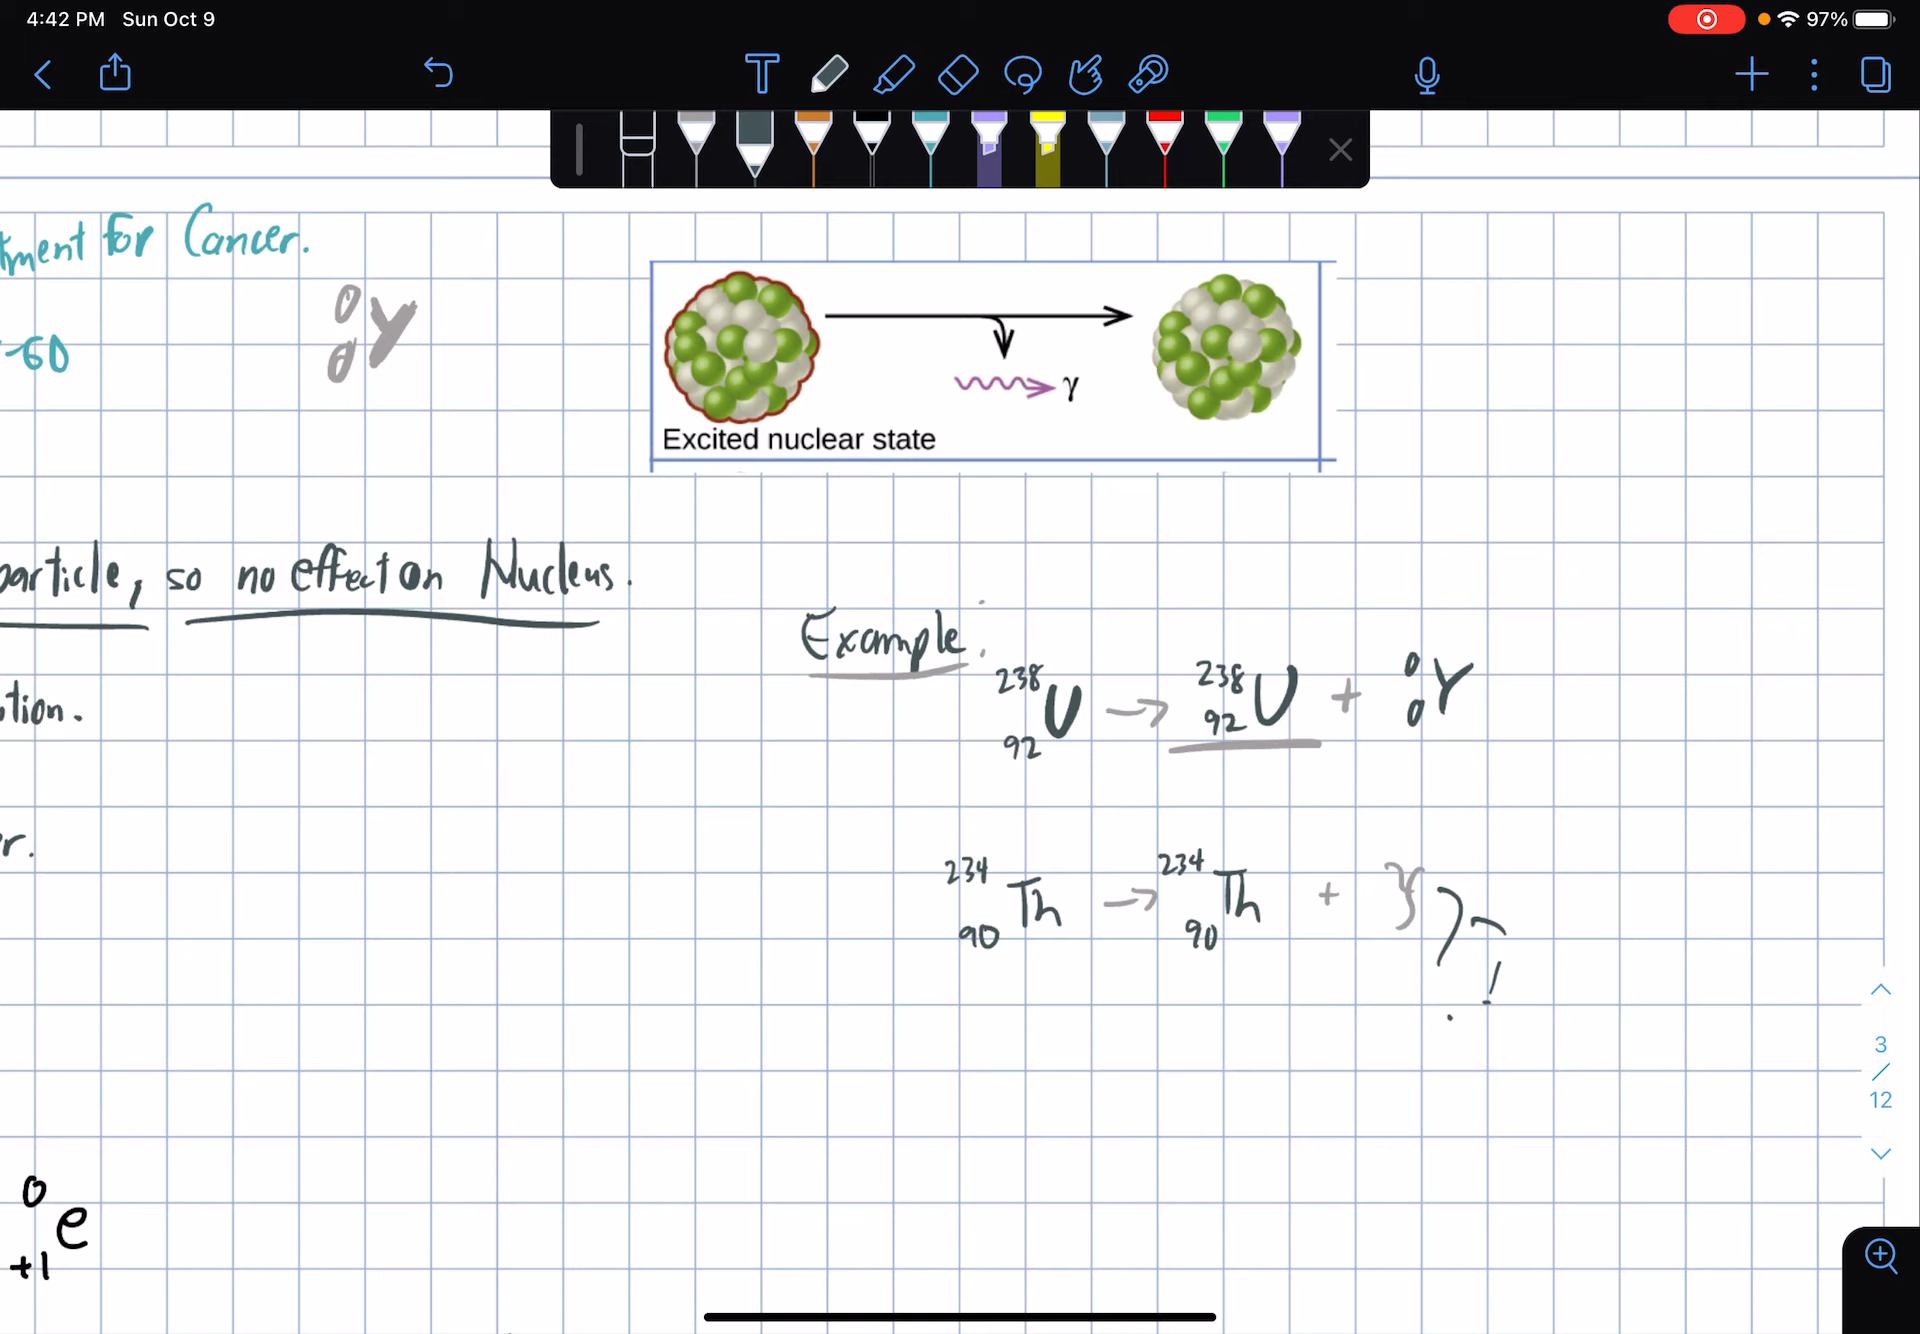 4:42 PM Sun Oct 9
97%
tment for Cancer.
0
0 γ
-60
γ
Excited nuclear state
particle, so no effect on Nucleus.
Example:
238 U → 238 U + 0 γ
92 92 0
tion.
r.
234 Th → 234 Th +
90 90
3
/
12
0 e
+1